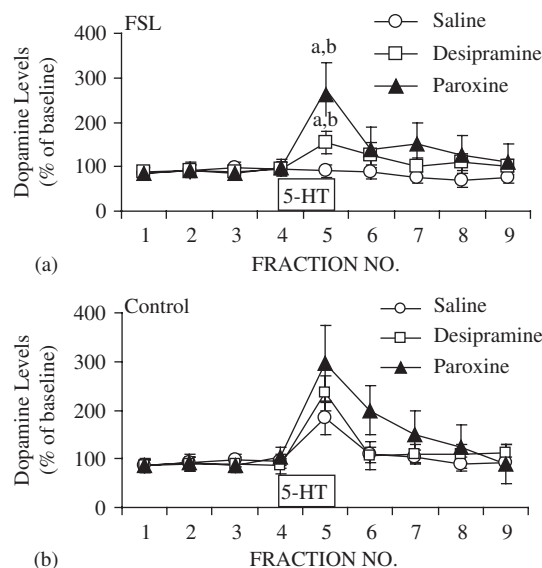 FSL
Saline
Desipramine
Paroxine
Dopamine Levels
(% of baseline)
400
300
200
100
0
a,b
a,b
5-HT
1 2 3 4 5 6 7 8 9
(a)
FRACTION NO.
Control
Saline
Desipramine
Paroxine
Dopamine Levels
(% of baseline)
400
300
200
100
0
5-HT
1 2 3 4 5 6 7 8 9
(b)
FRACTION NO.